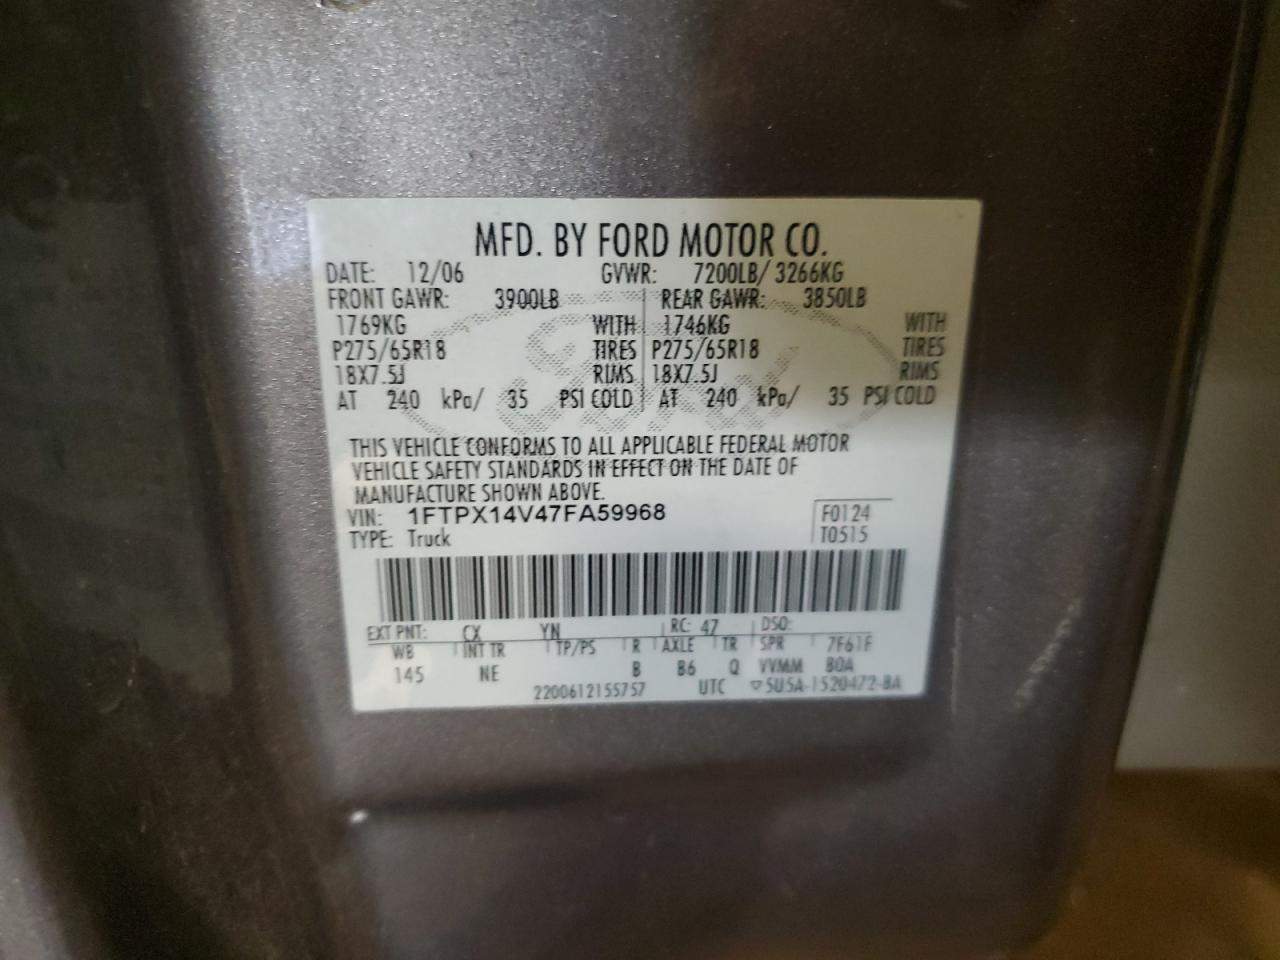 MFD. BY FORD MOTOR CO.
DATE: 12/06 GVWR: 7200LB/ 3266KG
FRONT GAWR: 3900LB REAR GAWR: 3850LB
1769KG WITH 1746KG WITH
P275/65R18 TIRES P275/65R18 TIRES
18X7.5J RIMS 18X7.5J RIMS
AT 240 kPa/ 35 PSI COLD AT 240 kPa/ 35 PSI COLD
THIS VEHICLE CONFORMS TO ALL APPLICABLE FEDERAL MOTOR
VEHICLE SAFETY STANDARDS IN EFFECT ON THE DATE OF
MANUFACTURE SHOWN ABOVE.
VIN: 1FTPX14V47FA59968 F0124
TYPE: Truck T0515
EXT PNT: CX YN RC: 47 DSO:
WB INT TR TP/PS R AXLE TR SPR 7F61F
145 NE B B6 Q VVMM BOA
2200612155757 UTC ▽5U5A-1520472-BA